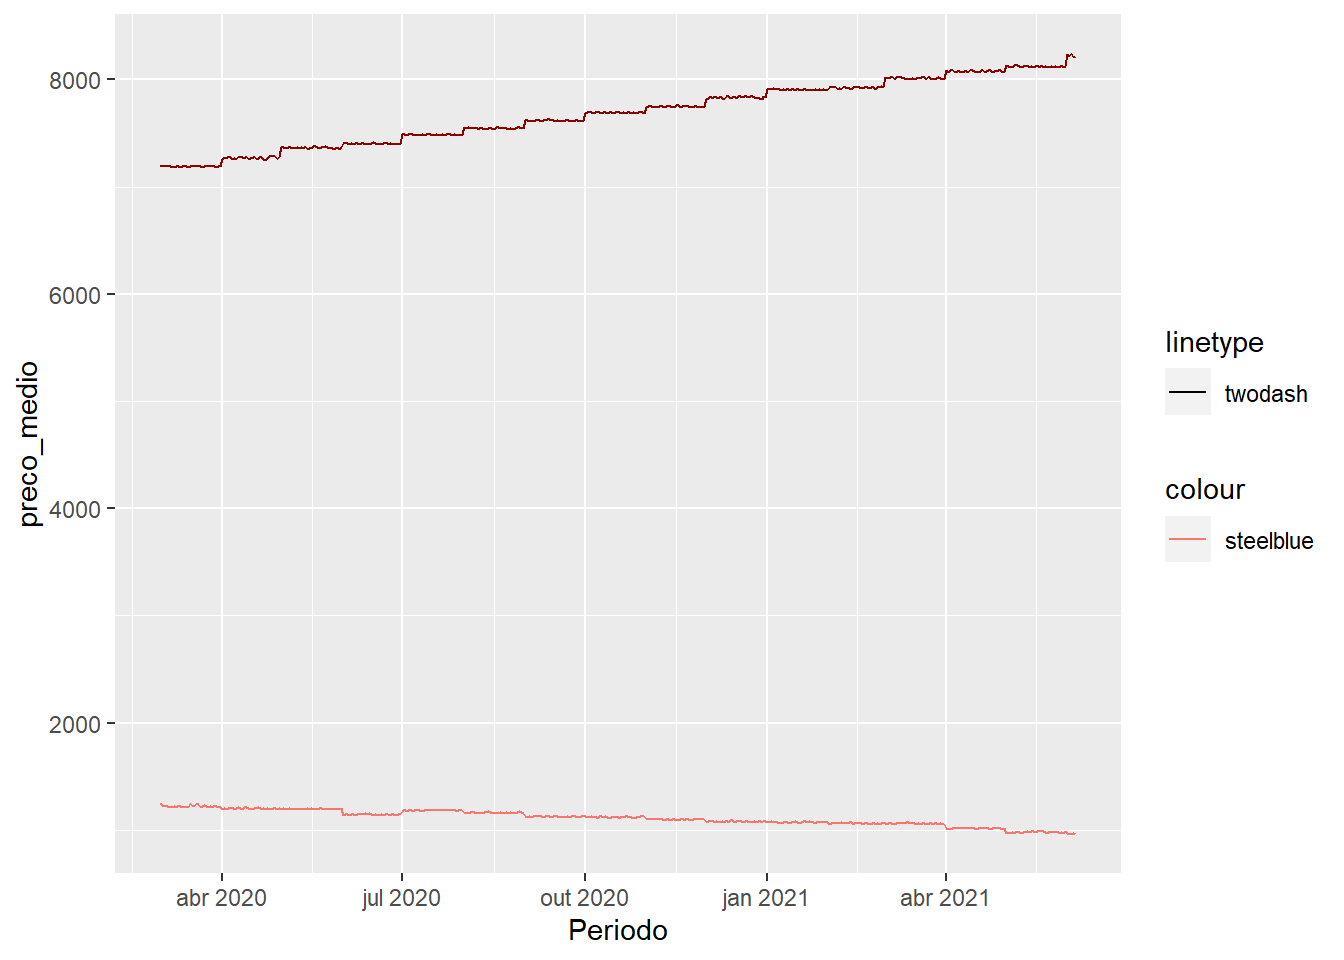 8000
6000
4000
2000
preco_medio
abr 2020
jul 2020
out 2020
jan 2021
abr 2021
Periodo
linetype
twodash
colour
steelblue